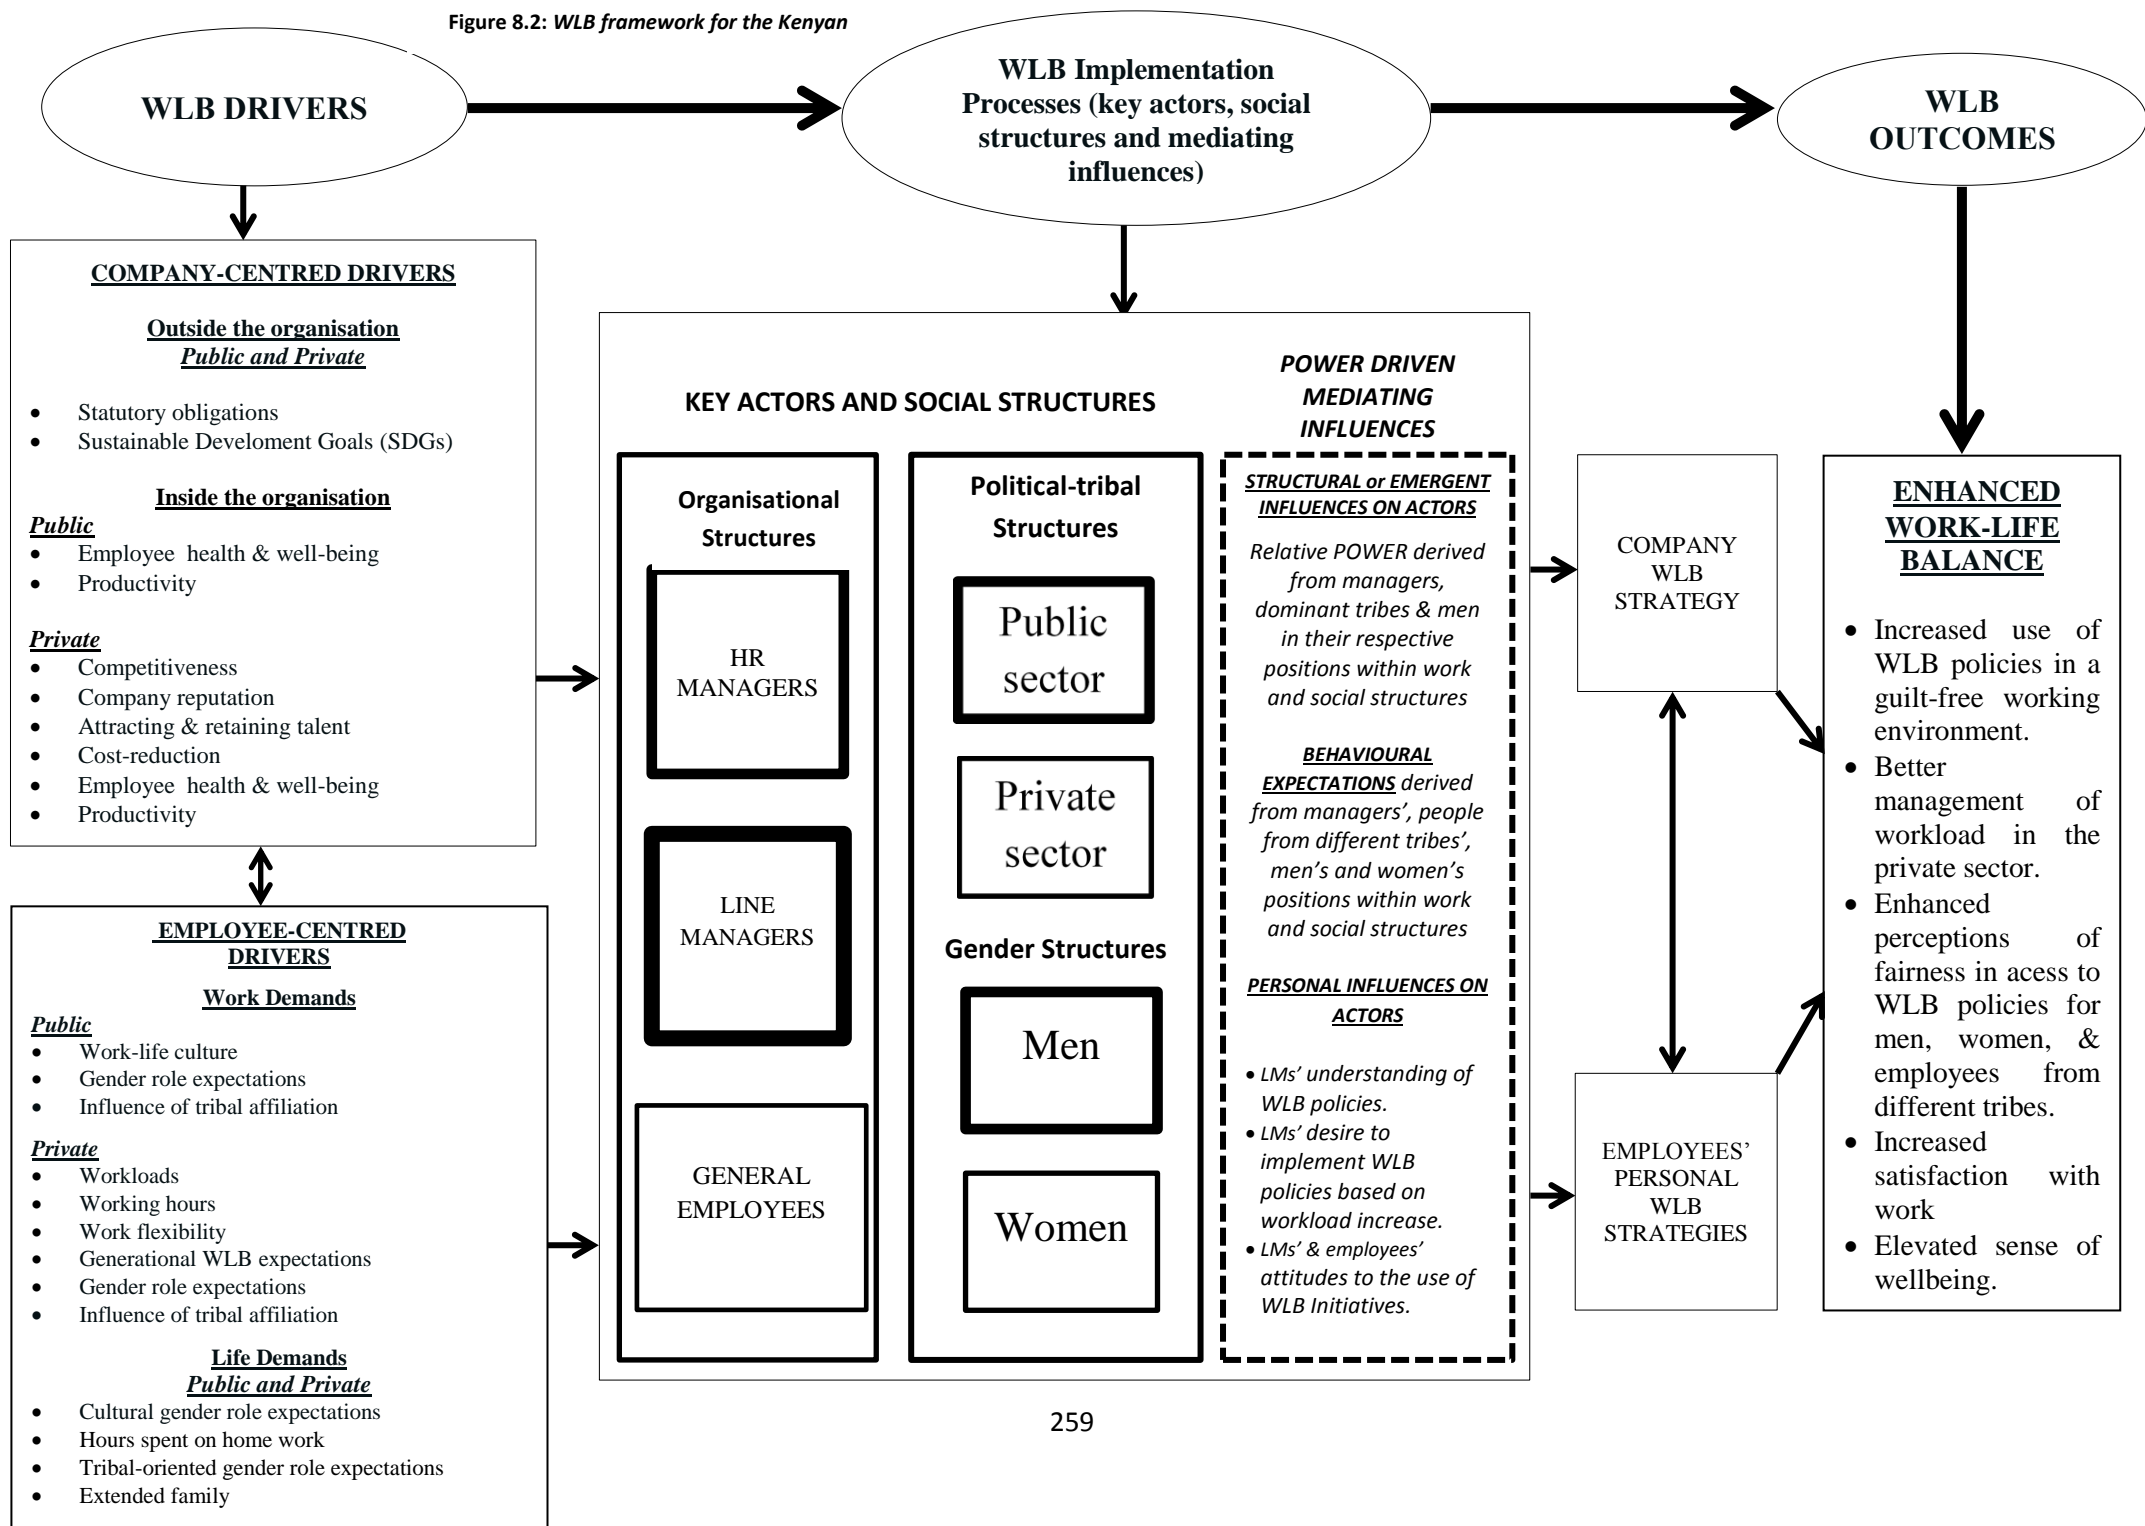 Figure 8.2: WLB framework for the Kenyan
WLB DRIVERS
WLB Implementation
Processes (key actors, social
structures and mediating
influences)
WLB
OUTCOMES
COMPANY-CENTRED DRIVERS
Outside the organisation
Public and Private
• Statutory obligations
• Sustainable Develoment Goals (SDGs)
Inside the organisation
Public
• Employee health & well-being
• Productivity
Private
• Competitiveness
• Company reputation
• Attracting & retaining talent
• Cost-reduction
• Employee health & well-being
• Productivity
EMPLOYEE-CENTRED
DRIVERS
Work Demands
Public
• Work-life culture
• Gender role expectations
• Influence of tribal affiliation
Private
• Workloads
• Working hours
• Work flexibility
• Generational WLB expectations
• Gender role expectations
• Influence of tribal affiliation
Life Demands
Public and Private
• Cultural gender role expectations
• Hours spent on home work
• Tribal-oriented gender role expectations
• Extended family
KEY ACTORS AND SOCIAL STRUCTURES
Organisational
Structures
HR
MANAGERS
LINE
MANAGERS
GENERAL
EMPLOYEES
Political-tribal
Structures
Public
sector
Private
sector
Gender Structures
Men
Women
POWER DRIVEN
MEDIATING
INFLUENCES
STRUCTURAL or EMERGENT
INFLUENCES ON ACTORS
Relative POWER derived
from managers,
dominant tribes & men
in their respective
positions within work
and social structures
BEHAVIOURAL
EXPECTATIONS derived
from managers’, people
from different tribes’,
men’s and women’s
positions within work
and social structures
PERSONAL INFLUENCES ON
ACTORS
• LMs’ understanding of
WLB policies.
• LMs’ desire to
implement WLB
policies based on
workload increase.
• LMs’ & employees’
attitudes to the use of
WLB Initiatives.
COMPANY
WLB
STRATEGY
EMPLOYEES’
PERSONAL
WLB
STRATEGIES
ENHANCED
WORK-LIFE
BALANCE
• Increased use of
WLB policies in a
guilt-free working
environment.
• Better
management of
workload in the
private sector.
• Enhanced
perceptions of
fairness in acess to
WLB policies for
men, women, &
employees from
different tribes.
• Increased
satisfaction with
work
• Elevated sense of
wellbeing.
259